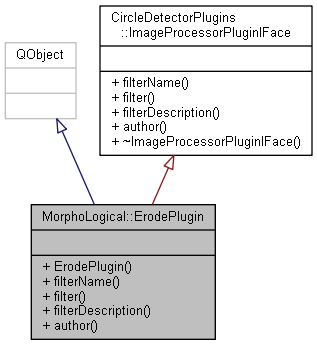 QObject
CircleDetectorPlugins
::ImageProcessorPluginIFace
+ filterName()
+ filter()
+ filterDescription()
+ author()
+ ~ImageProcessorPluginIFace()
MorphoLogical::ErodePlugin
+ ErodePlugin()
+ filterName()
+ filter()
+ filterDescription()
+ author()